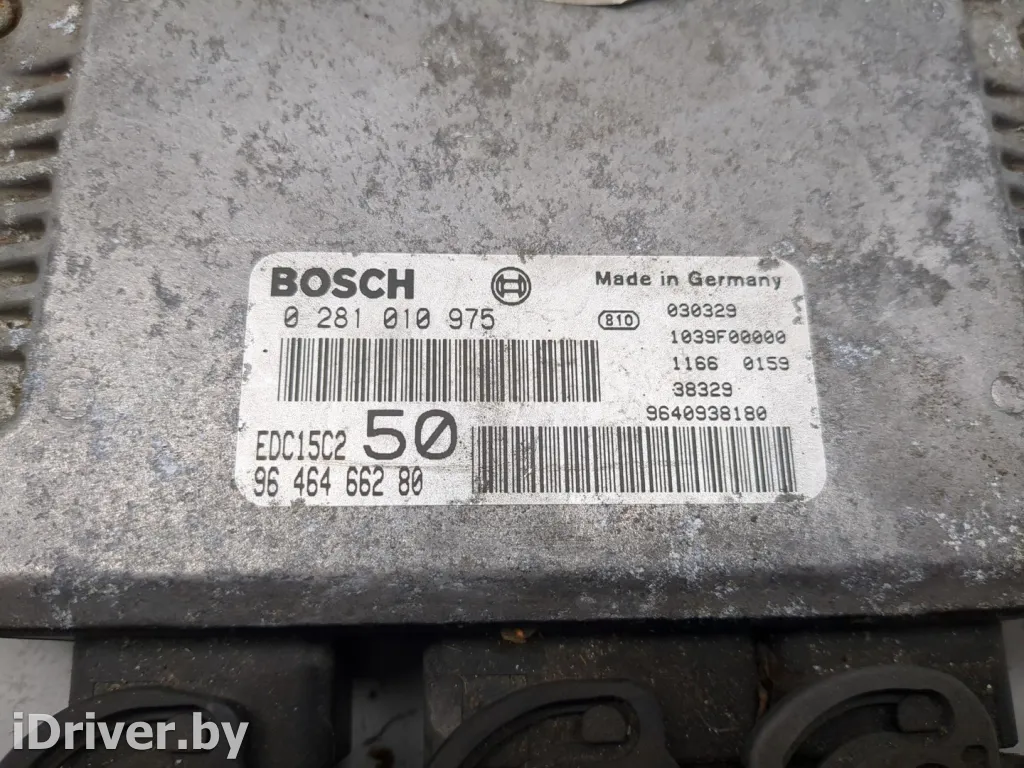 BOSCH
Made in Germany
0 281 010 975
810
030329
1039F00000
1166 0159
38329
9640938180
EDC15C2 50
96 464 662 80
iDriver.by